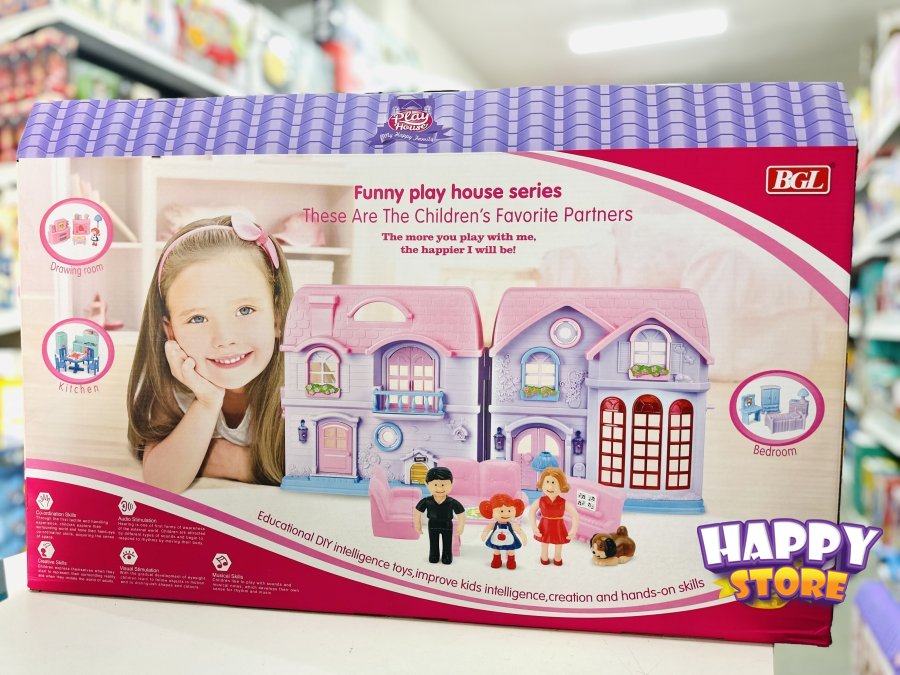 Play
House
My Happy Family
BGL
Funny play house series
These Are The Children's Favorite Partners
The more you play with me,
the happier I will be!
Drawing room
Kitchen
Bedroom
Co-ordination Skills
Audio Stimulation
Creative Skills
Visual Stimulation
Musical Skills
Educational DIY intelligence toys,improve kids intelligence,creation and hands-on skills
HAPPY
STORE